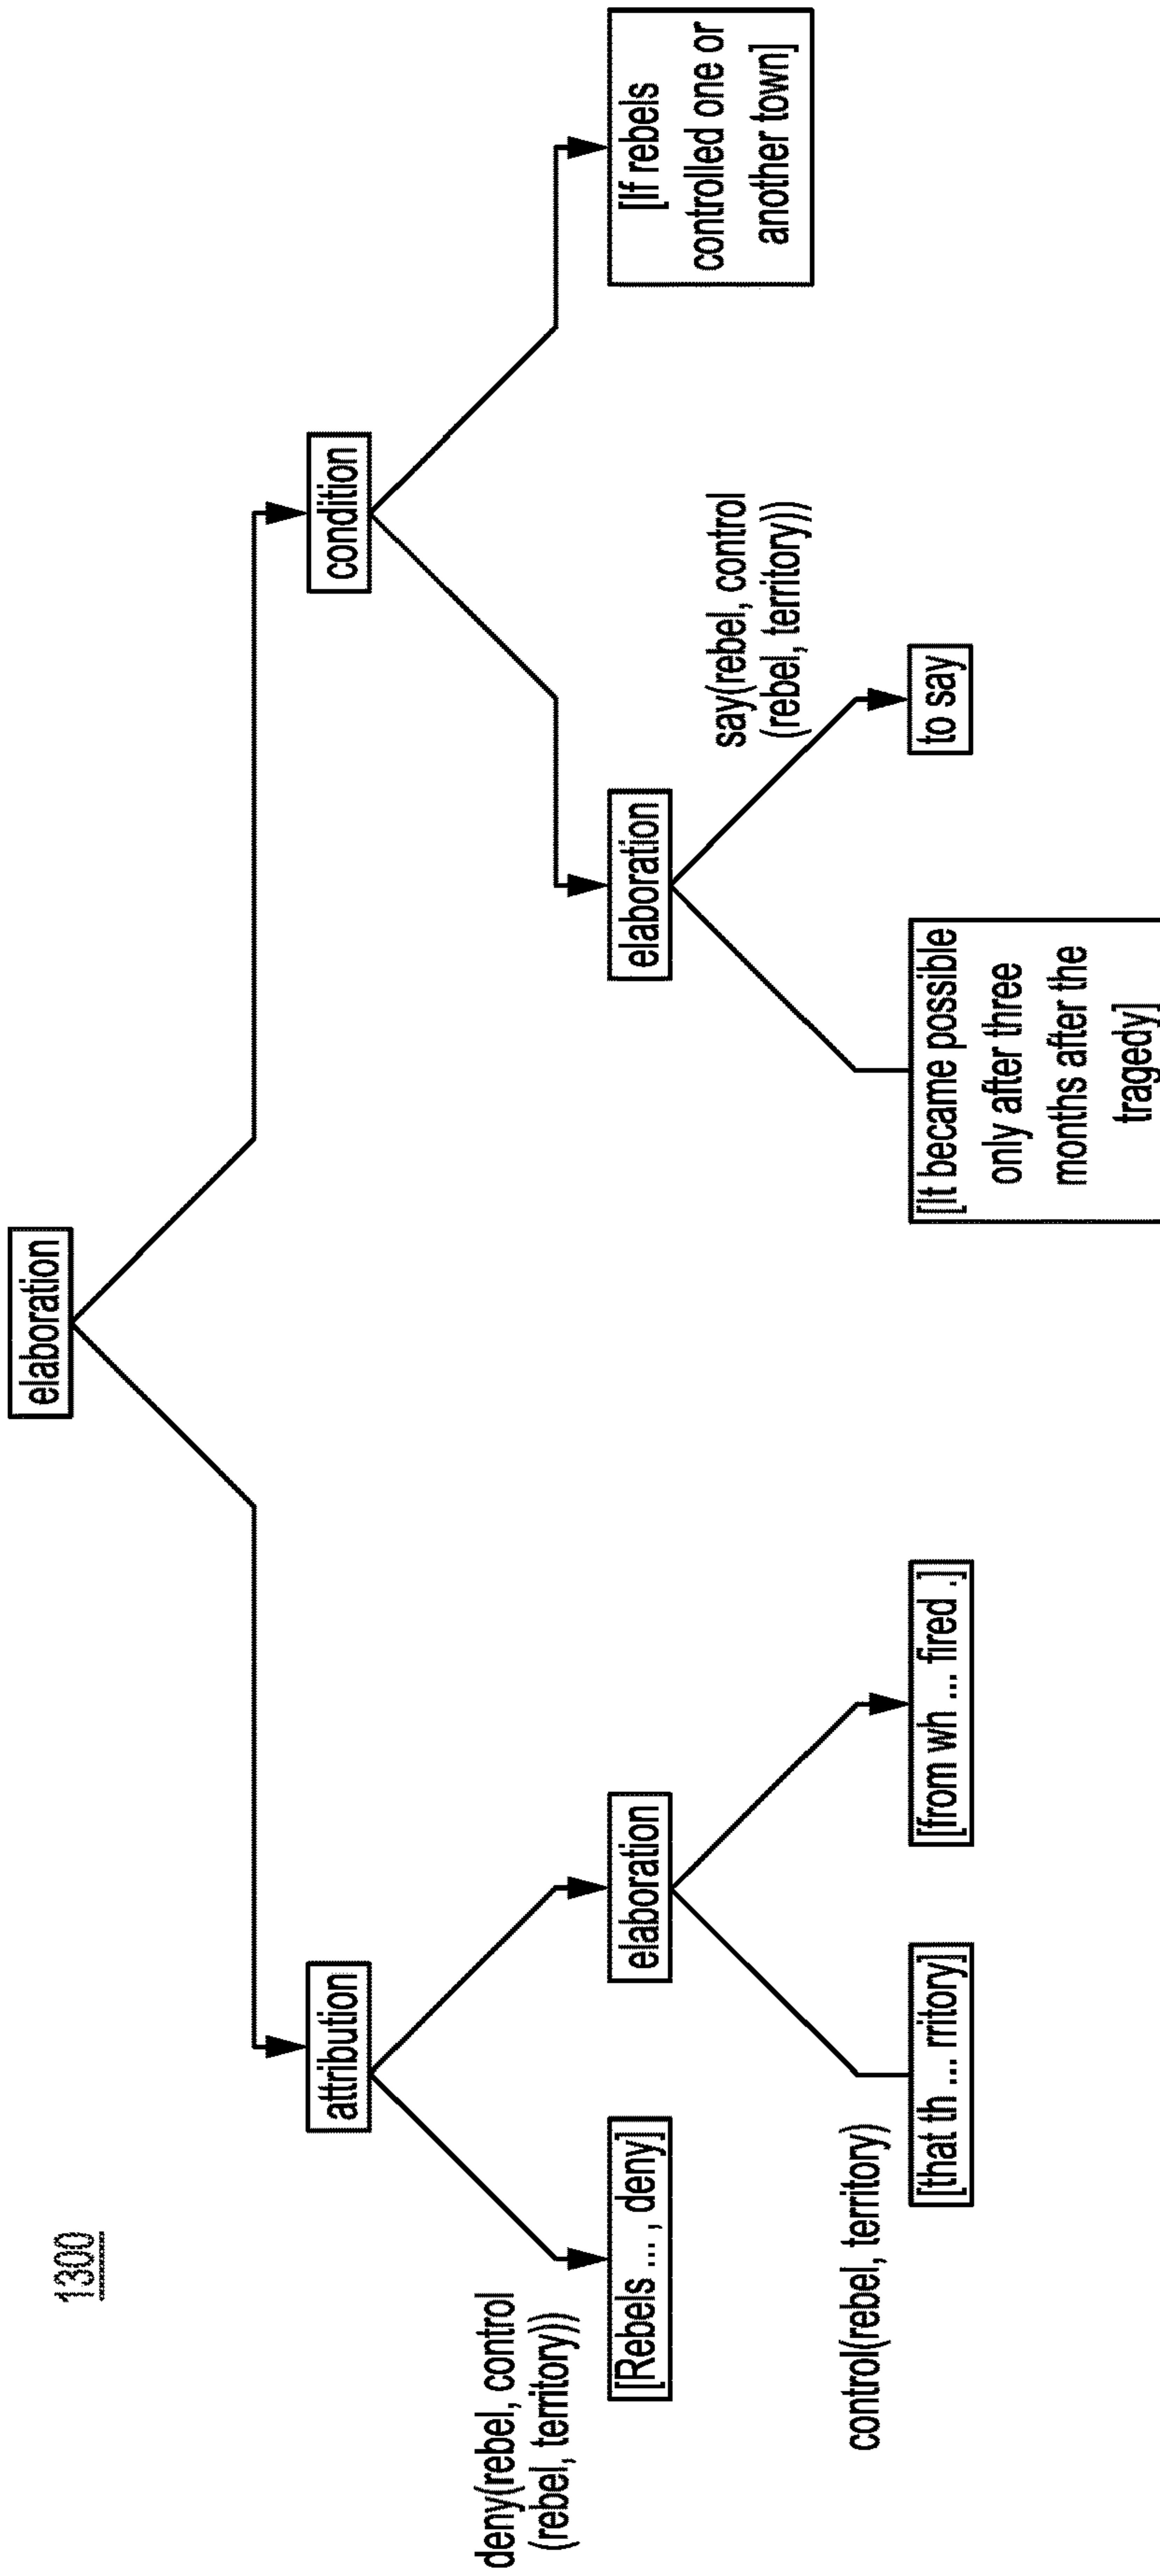 1300
elaboration
attribution
condition
deny(rebel, control
(rebel, territory))
[Rebels ... , deny]
elaboration
elaboration
[If rebels
controlled one or
another town]
control(rebel, territory)
say(rebel, control
(rebel, territory))
[that th ... rritory]
[from wh ... fired .]
[It became possible
only after three
months after the
tragedy]
to say